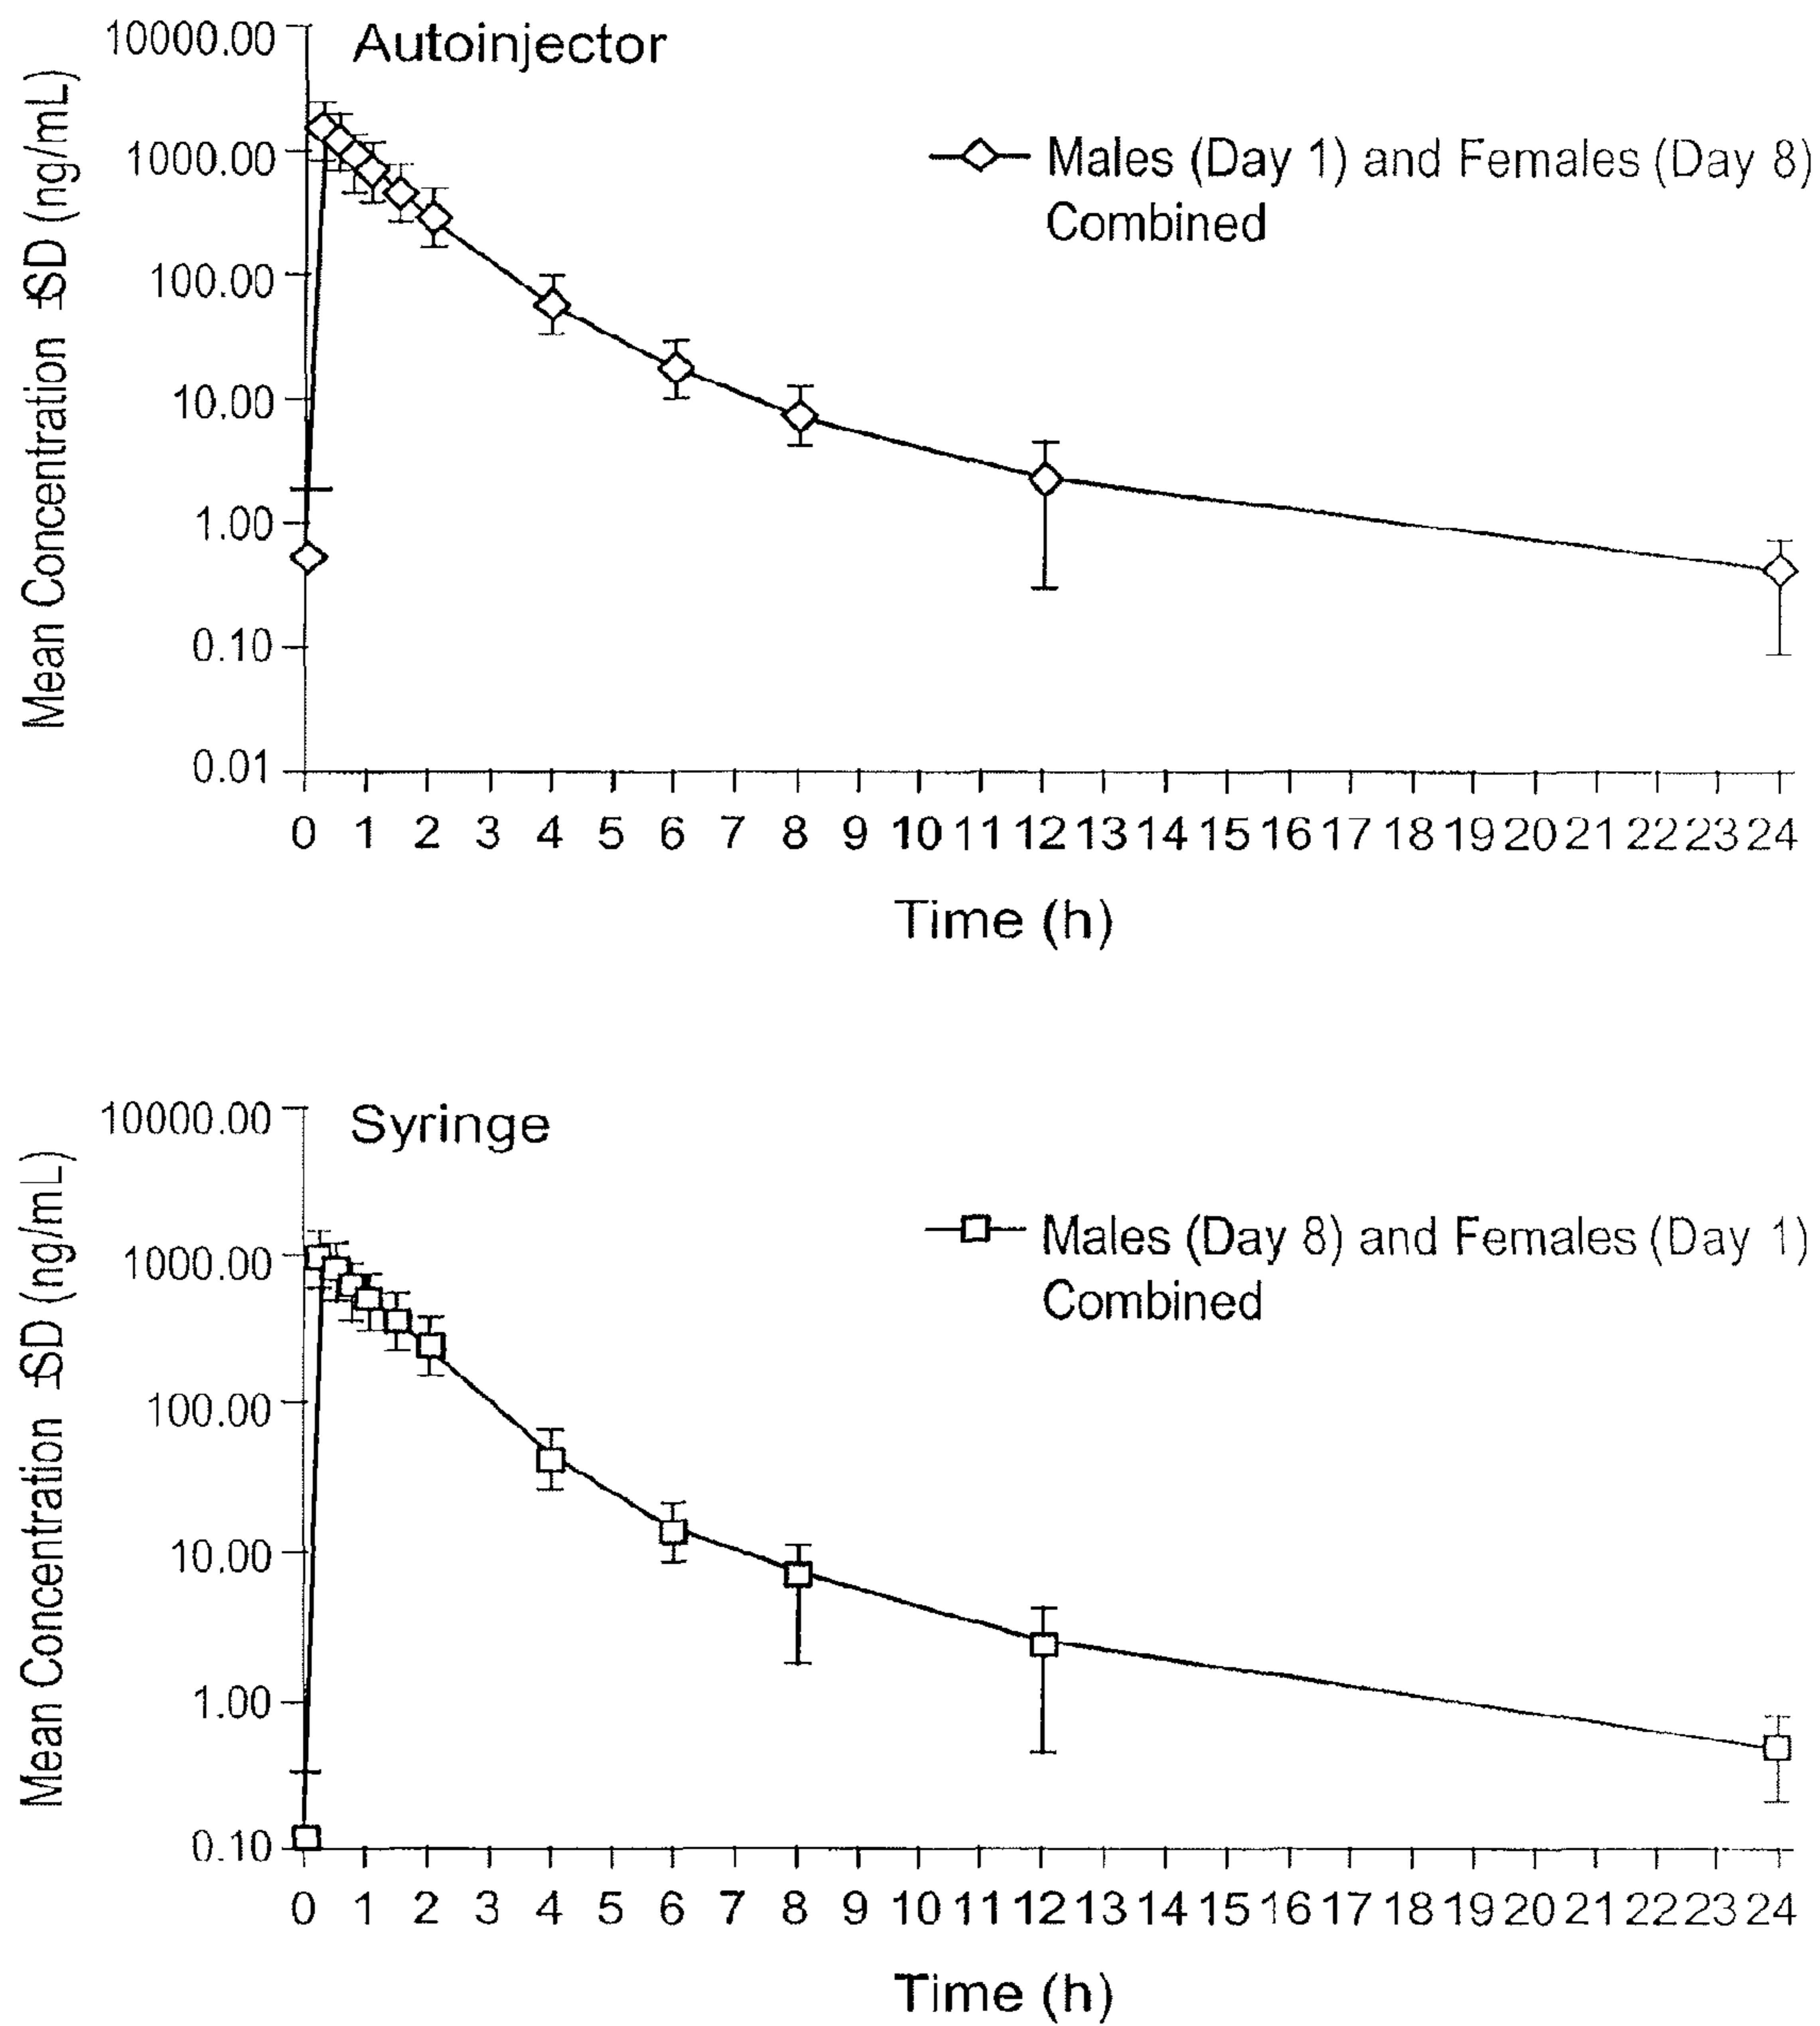 Autoinjector
Mean Concentration ±SD (ng/mL)
10000.00
1000.00
100.00
10.00
1.00
0.10
0.01
Males (Day 1) and Females (Day 8)
Combined
0 1 2 3 4 5 6 7 8 9 10 11 12 13 14 15 16 17 18 19 20 21 22 23 24
Time (h)
Syringe
Mean Concentration ±SD (ng/mL)
10000.00
1000.00
100.00
10.00
1.00
0.10
Males (Day 8) and Females (Day 1)
Combined
0 1 2 3 4 5 6 7 8 9 10 11 12 13 14 15 16 17 18 19 20 21 22 23 24
Time (h)